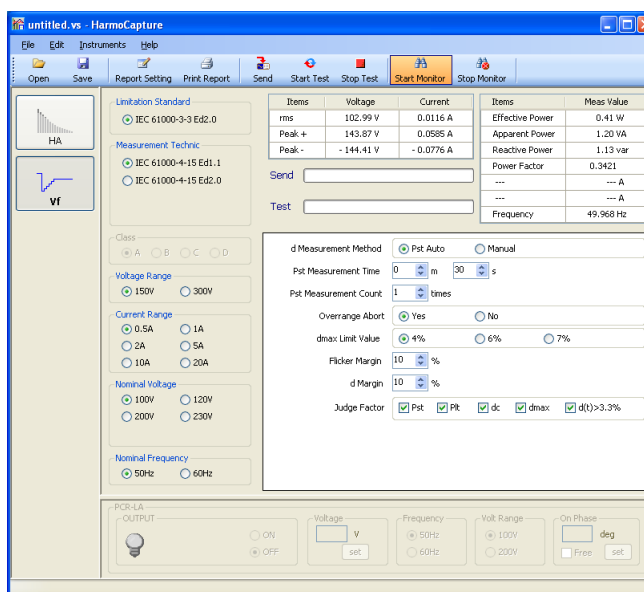 untitled.vs - HarmoCapture
File Edit Instruments Help
Open Save Report Setting Print Report Send Start Test Stop Test Start Monitor Stop Monitor
HA
Vf
Limitation Standard
IEC 61000-3-3 Ed2.0
Measurement Technic
IEC 61000-4-15 Ed1.1
IEC 61000-4-15 Ed2.0
Class
A B C D
Voltage Range
150V 300V
Current Range
0.5A 1A
2A 5A
10A 20A
Nominal Voltage
100V 120V
200V 230V
Nominal Frequency
50Hz 60Hz
Items Voltage Current
rms 102.99 V 0.0116 A
Peak + 143.87 V 0.0585 A
Peak - - 144.41 V - 0.0776 A
Send
Test
Items Meas Value
Effective Power 0.41 W
Apparent Power 1.20 VA
Reactive Power 1.13 var
Power Factor 0.3421
--- --- A
--- --- A
Frequency 49.968 Hz
d Measurement Method Pst Auto Manual
Pst Measurement Time 0 m 30 s
Pst Measurement Count 1 times
Overrange Abort Yes No
dmax Limit Value 4% 6% 7%
Flicker Margin 10 %
d Margin 10 %
Judge Factor Pst Plt dc dmax d(t)>3.3%
PCR-LA
OUTPUT
ON
OFF
Voltage
V
set
Frequency
50Hz
60Hz
Volt Range
100V
200V
On Phase
deg
Free set